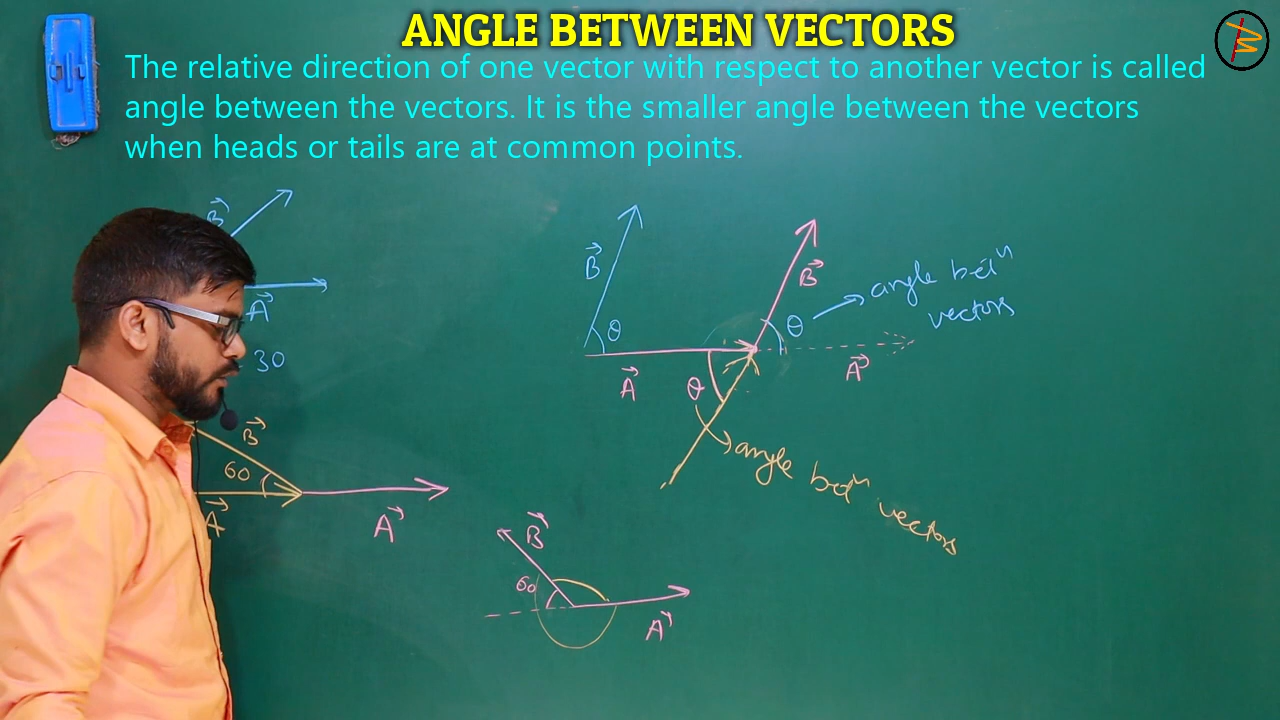 ANGLE BETWEEN VECTORS
The relative direction of one vector with respect to another vector is called
angle between the vectors. It is the smaller angle between the vectors
when heads or tails are at common points.
B⃗
A⃗
30
B⃗
60
A⃗
A⃗
B⃗
θ
A⃗
B⃗
θ
angle betⁿ
vectors
A⃗
θ
angle betⁿ vectors
B⃗
60
A⃗